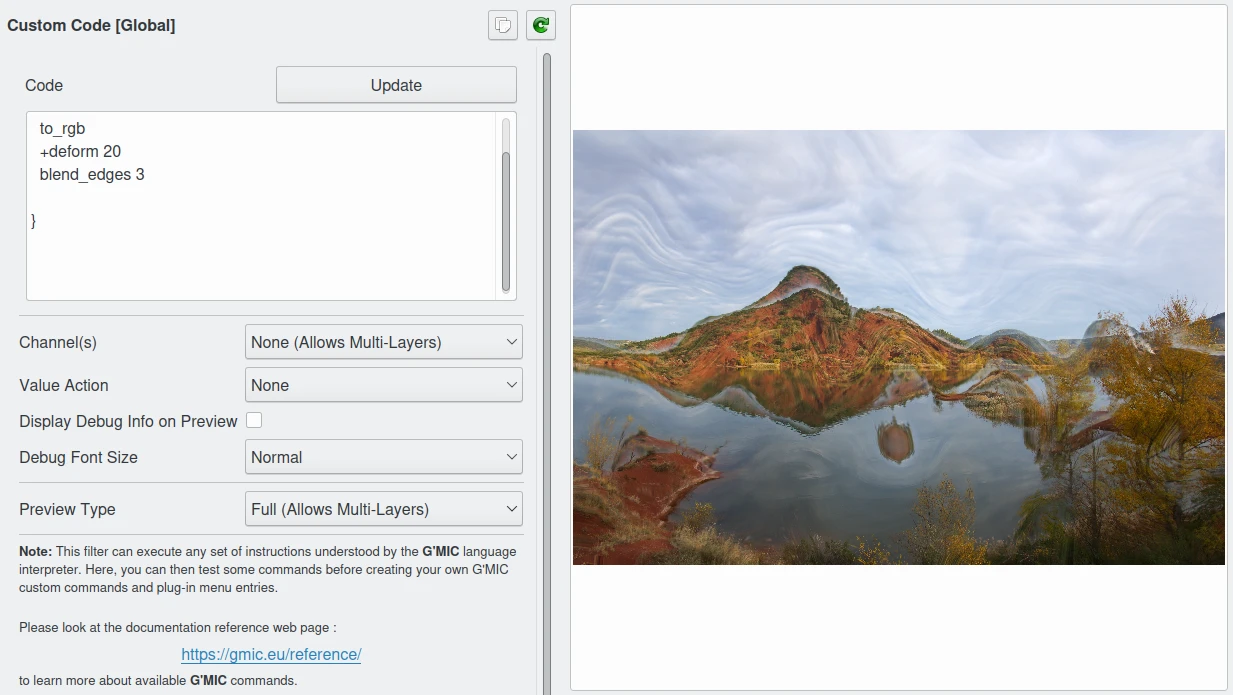 Custom Code [Global]
Code
Update
to_rgb
+deform 20
blend_edges 3
}
Channel(s)
None (Allows Multi-Layers)
Value Action
None
Display Debug Info on Preview
Debug Font Size
Normal
Preview Type
Full (Allows Multi-Layers)
Note: This filter can execute any set of instructions understood by the G'MIC language
interpreter. Here, you can then test some commands before creating your own G'MIC
custom commands and plug-in menu entries.
Please look at the documentation reference web page :
https://gmic.eu/reference/
to learn more about available G'MIC commands.